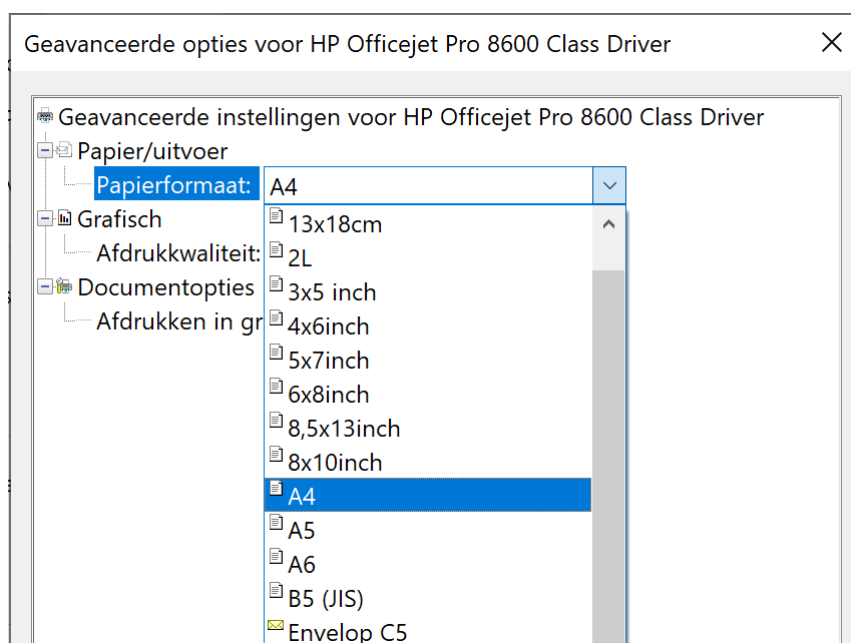 Geavanceerde opties voor HP Officejet Pro 8600 Class Driver
Geavanceerde instellingen voor HP Officejet Pro 8600 Class Driver
Papier/uitvoer
Papierformaat: A4
13x18cm
Grafisch
Afdrukkwaliteit: 2L
Documentopties 3x5 inch
Afdrukken in gr 4x6inch
5x7inch
6x8inch
8,5x13inch
8x10inch
A4
A5
A6
B5 (JIS)
Envelop C5